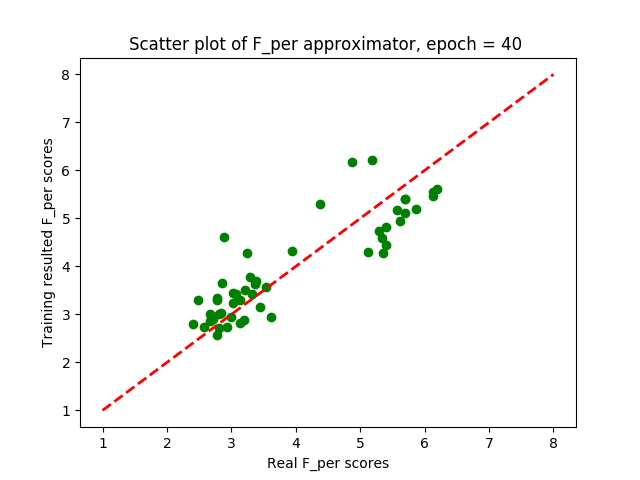 Scatter plot of F_per approximator, epoch = 40
Training resulted F_per scores
8
7
6
5
4
3
2
1
1 2 3 4 5 6 7 8
Real F_per scores